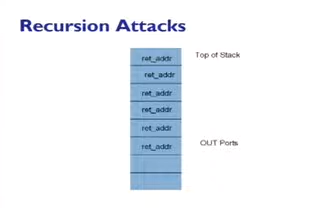 Recursion Attacks
ret_addr
Top of Stack
ret_addr
ret_addr
ret_addr
ret_addr
ret_addr
OUT Ports